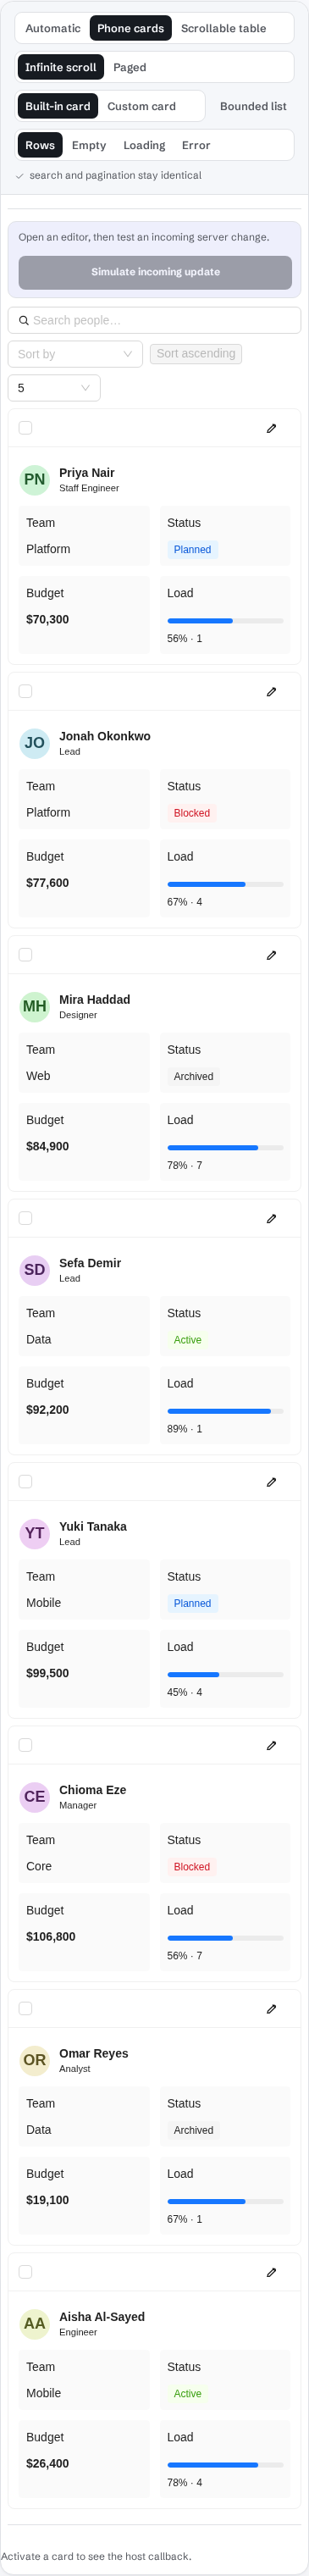 Automatic Phone cards Scrollable table
Infinite scroll Paged
Built-in card Custom card Bounded list
Rows Empty Loading Error
search and pagination stay identical
Open an editor, then test an incoming server change.
Simulate incoming update
Search people…
Sort by Sort ascending
5
PN Priya Nair
Staff Engineer
Team Status
Platform Planned
Budget Load
$70,300
56% · 1
JO Jonah Okonkwo
Lead
Team Status
Platform Blocked
Budget Load
$77,600
67% · 4
MH Mira Haddad
Designer
Team Status
Web Archived
Budget Load
$84,900
78% · 7
SD Sefa Demir
Lead
Team Status
Data Active
Budget Load
$92,200
89% · 1
YT Yuki Tanaka
Lead
Team Status
Mobile Planned
Budget Load
$99,500
45% · 4
CE Chioma Eze
Manager
Team Status
Core Blocked
Budget Load
$106,800
56% · 7
OR Omar Reyes
Analyst
Team Status
Data Archived
Budget Load
$19,100
67% · 1
AA Aisha Al-Sayed
Engineer
Team Status
Mobile Active
Budget Load
$26,400
78% · 4
Activate a card to see the host callback.